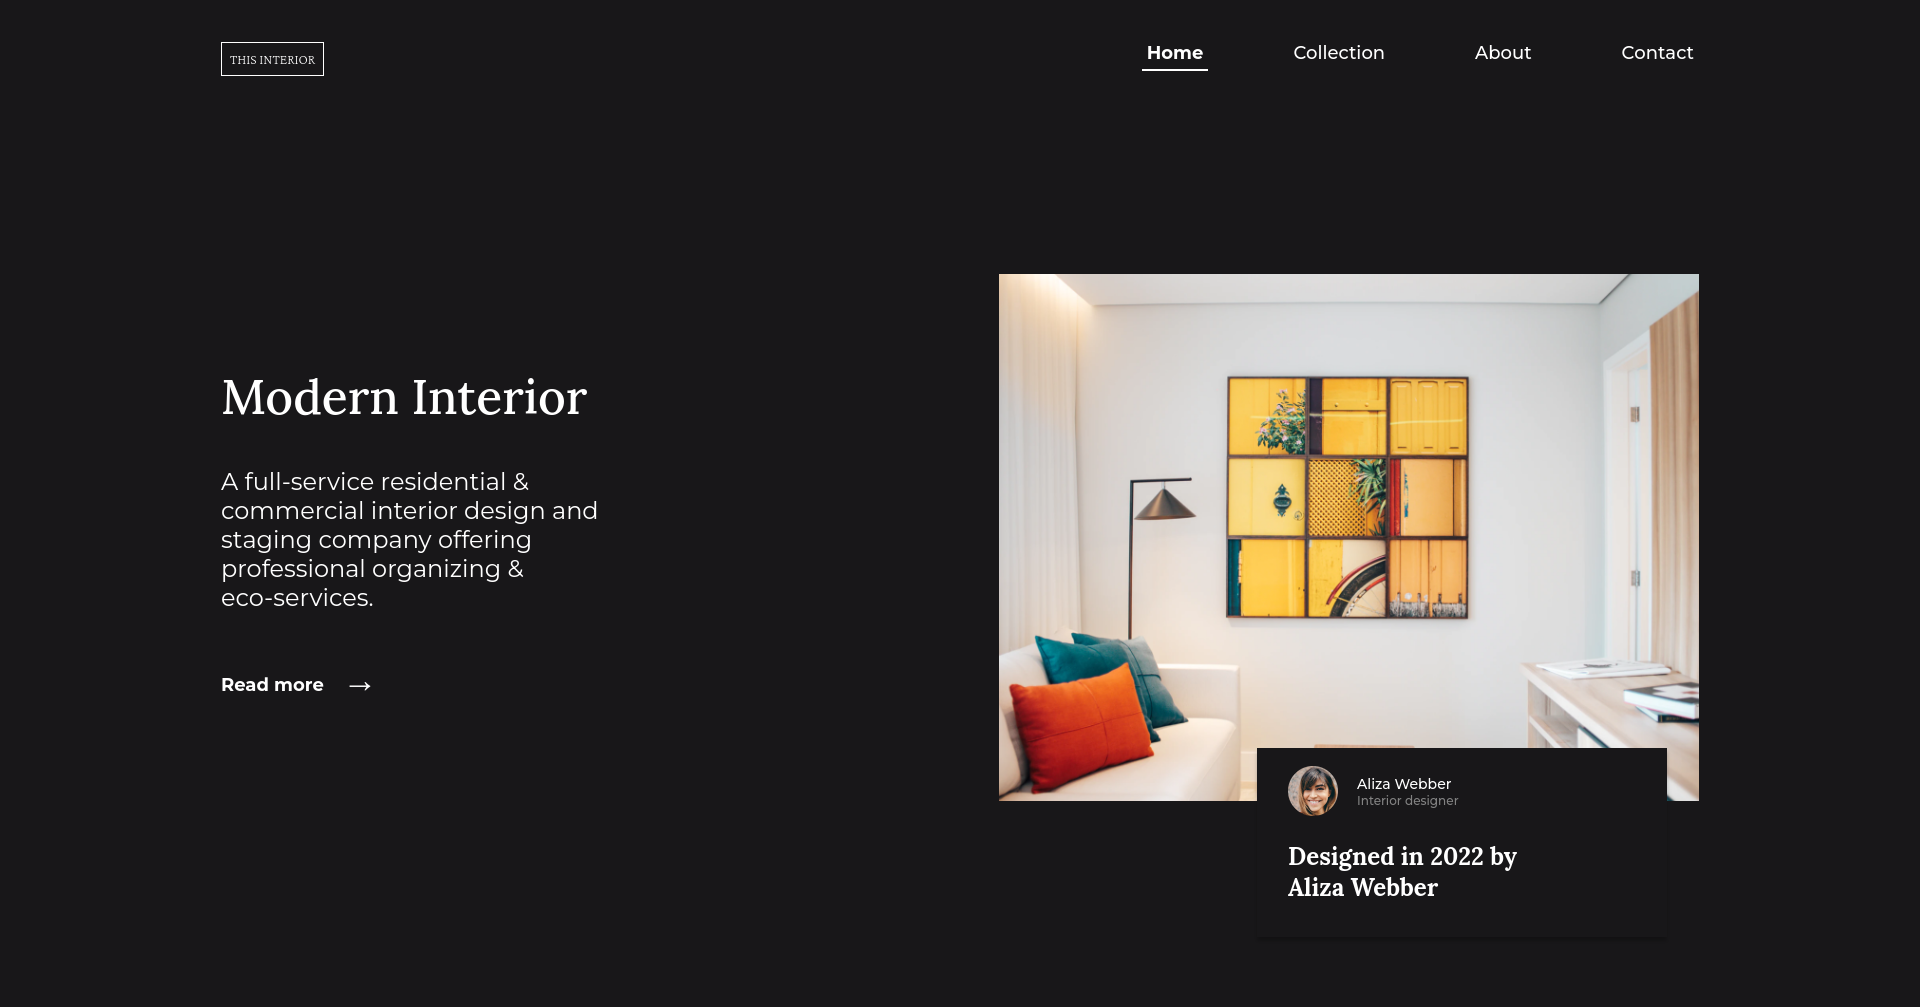 THIS INTERIOR
Home
Collection
About
Contact
Modern Interior
A full-service residential &
commercial interior design and
staging company offering
professional organizing &
eco-services.
Read more →
Aliza Webber
Interior designer
Designed in 2022 by
Aliza Webber